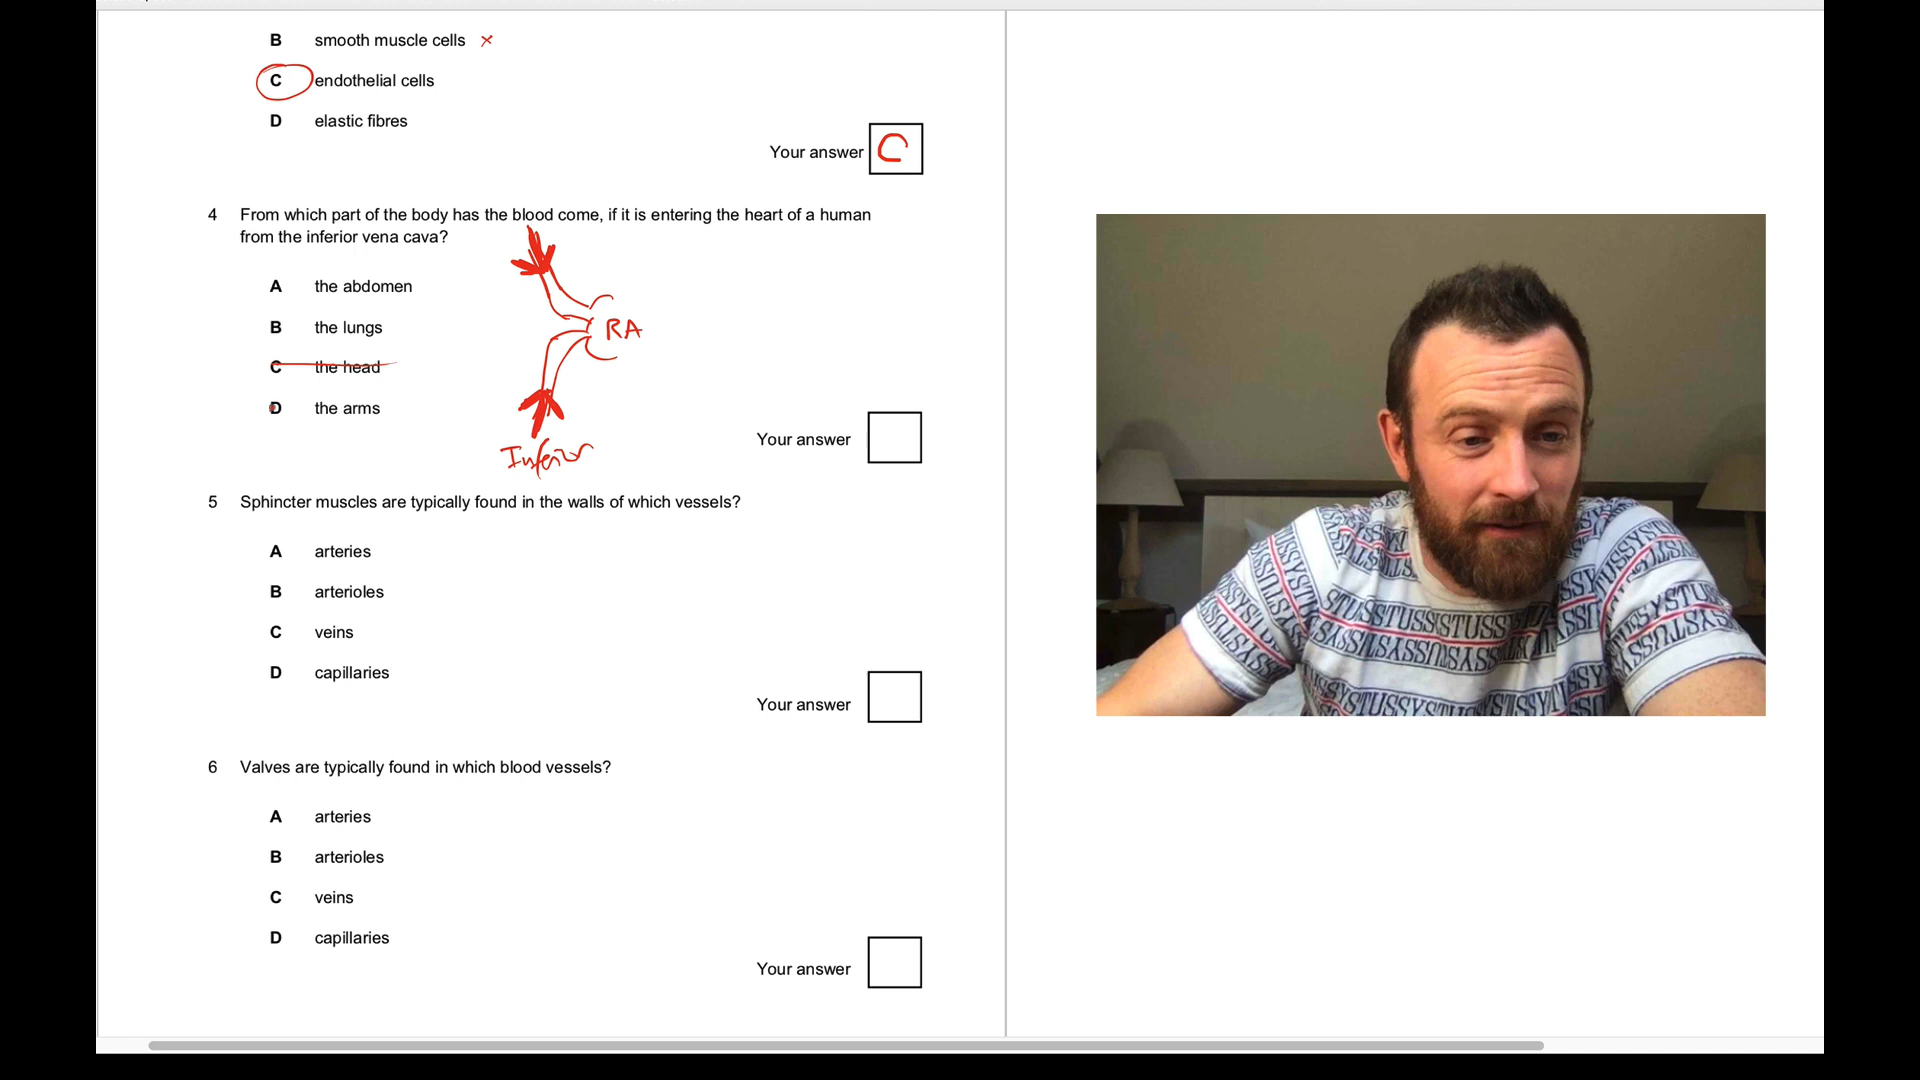 B smooth muscle cells ×
C endothelial cells
D elastic fibres
Your answer C
4 From which part of the body has the blood come, if it is entering the heart of a human
from the inferior vena cava?
A the abdomen
B the lungs
RA
C the head
D the arms
Your answer
Inferior
5 Sphincter muscles are typically found in the walls of which vessels?
A arteries
B arterioles
C veins
D capillaries
Your answer
6 Valves are typically found in which blood vessels?
A arteries
B arterioles
C veins
D capillaries
Your answer
STUSSY